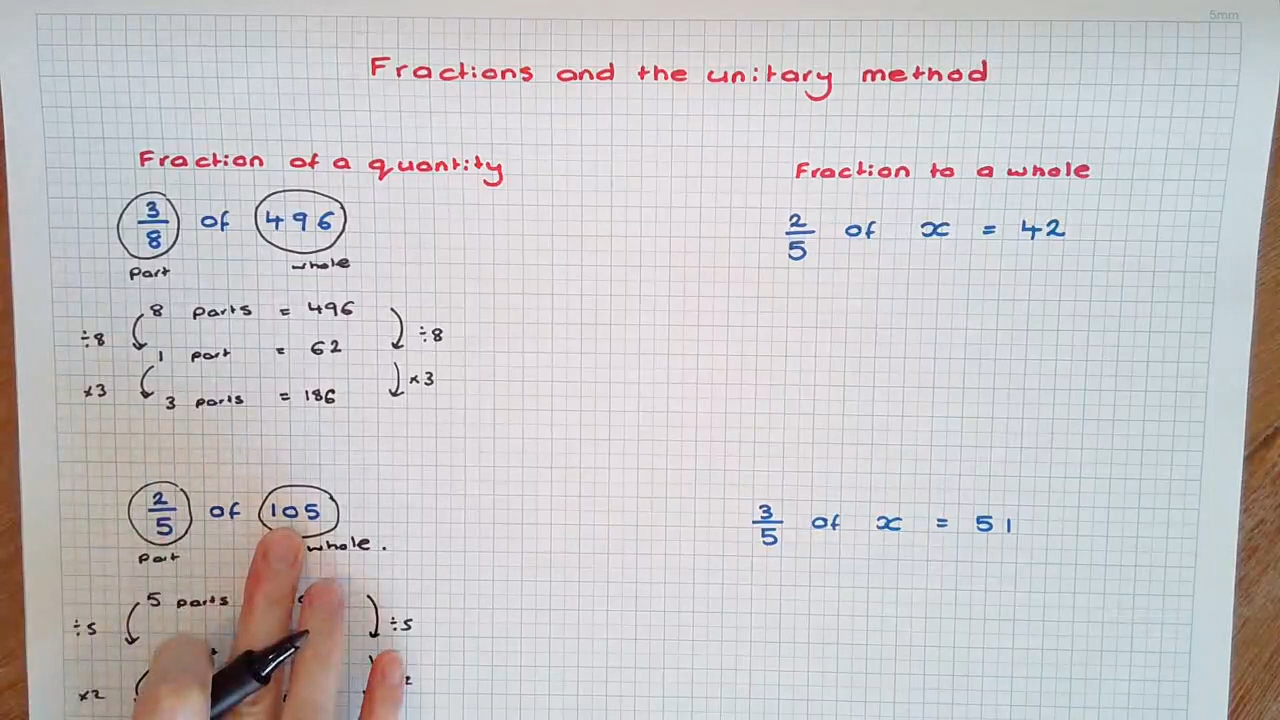 5mm
Fractions and the unitary method
Fraction of a quantity
3/8 of 496
part whole
8 parts = 496
÷8 ÷8
1 part = 62
×3 ×3
3 parts = 186
2/5 of 105
part whole.
5 parts
÷5 ÷5
×2 2
Fraction to a whole
2/5 of x = 42
3/5 of x = 51